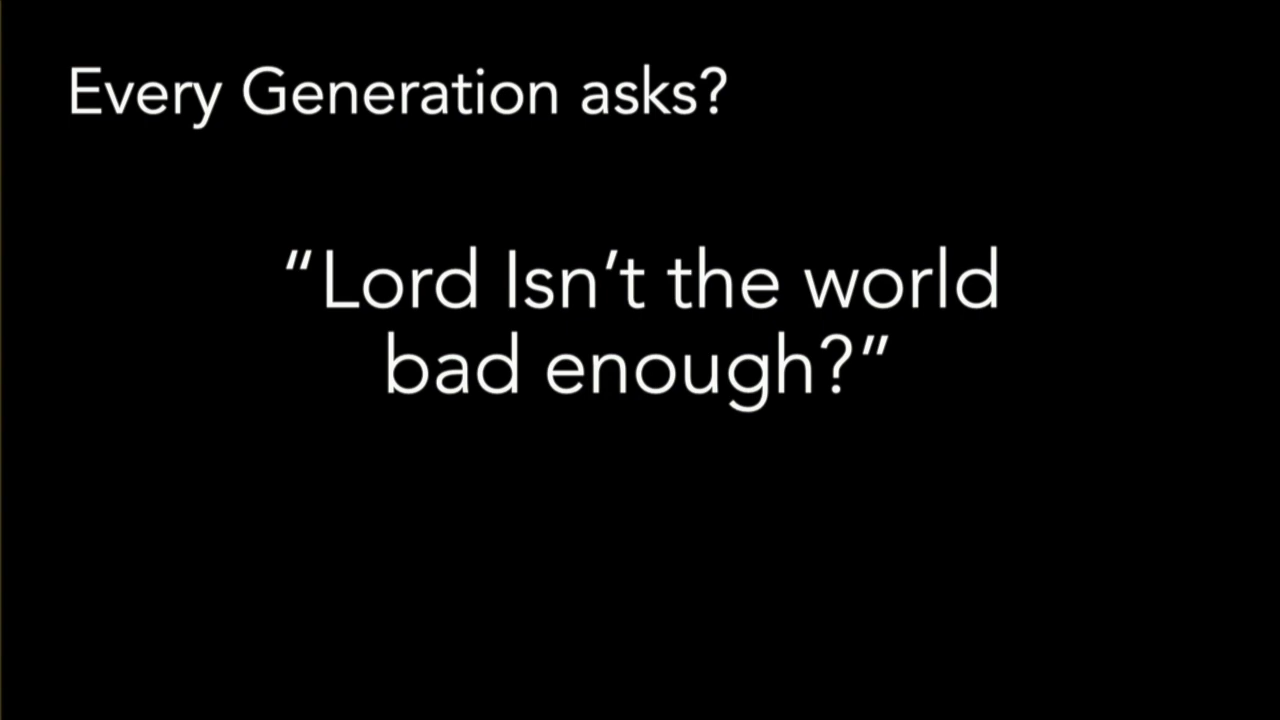 Every Generation asks?
“Lord Isn’t the world
bad enough?”